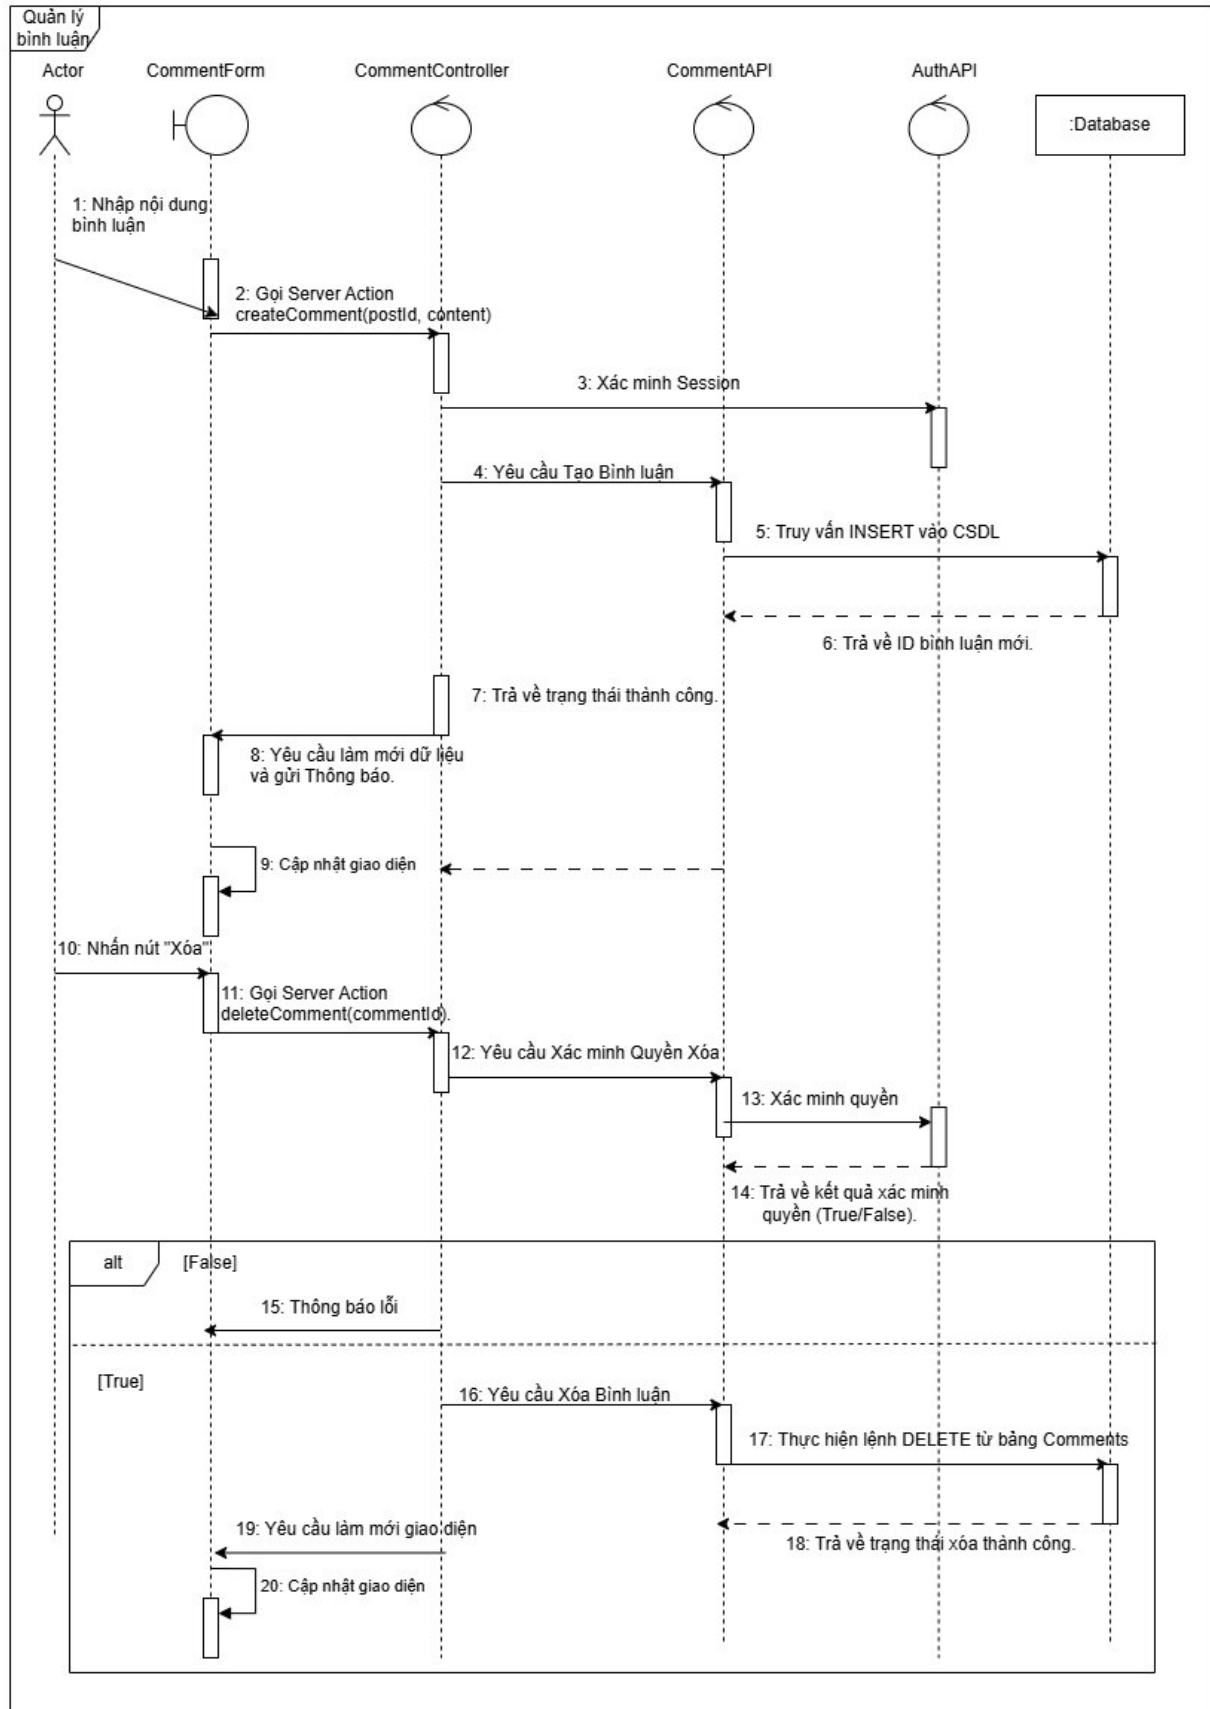 Quản lý
bình luận
Actor
CommentForm
CommentController
CommentAPI
AuthAPI
:Database
1: Nhập nội dung
bình luận
2: Gọi Server Action
createComment(postId, content)
3: Xác minh Session
4: Yêu cầu Tạo Bình luận
5: Truy vấn INSERT vào CSDL
6: Trả về ID bình luận mới.
7: Trả về trạng thái thành công.
8: Yêu cầu làm mới dữ liệu
và gửi Thông báo.
9: Cập nhật giao diện
10: Nhấn nút "Xóa"
11: Gọi Server Action
deleteComment(commentId).
12: Yêu cầu Xác minh Quyền Xóa
13: Xác minh quyền
14: Trả về kết quả xác minh
quyền (True/False).
alt
[False]
15: Thông báo lỗi
[True]
16: Yêu cầu Xóa Bình luận
17: Thực hiện lệnh DELETE từ bảng Comments
18: Trả về trạng thái xóa thành công.
19: Yêu cầu làm mới giao diện
20: Cập nhật giao diện